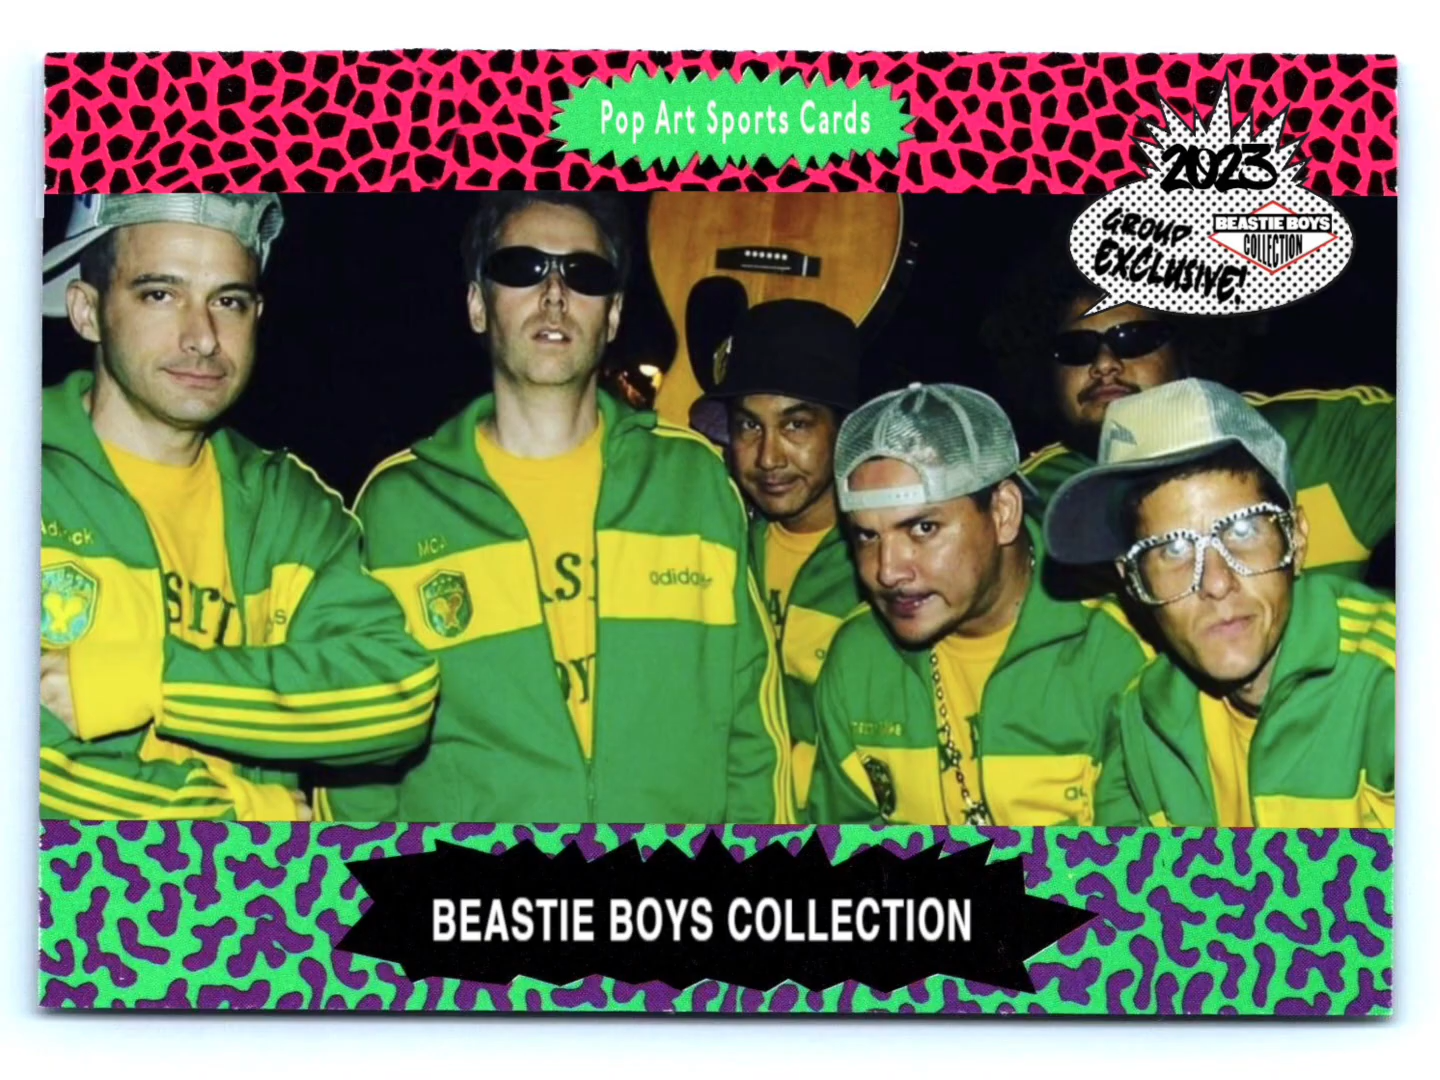 Pop Art Sports Cards
2023
GROUP
EXCLUSIVE!
BEASTIE BOYS
COLLECTION
MCA
adidas
BEASTIE BOYS COLLECTION